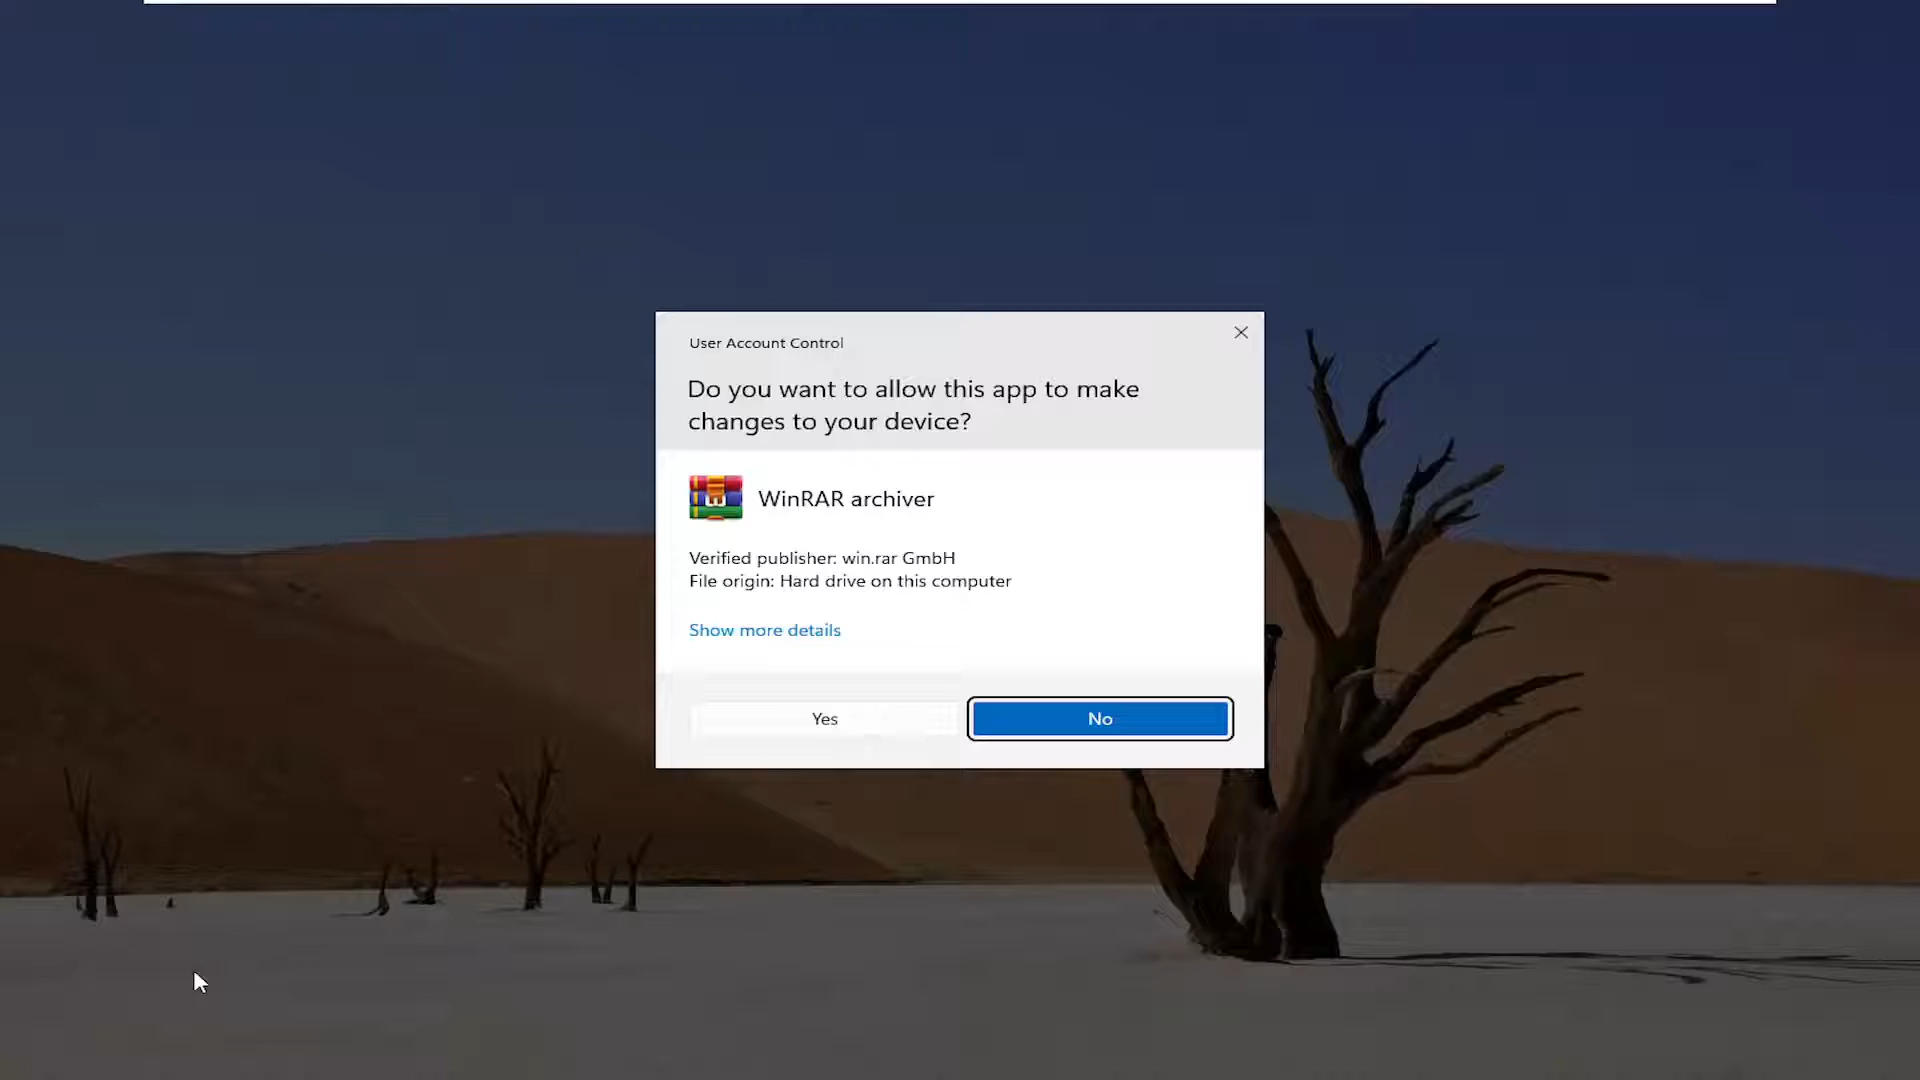 User Account Control
Do you want to allow this app to make
changes to your device?
WinRAR archiver
Verified publisher: win.rar GmbH
File origin: Hard drive on this computer
Show more details
Yes
No